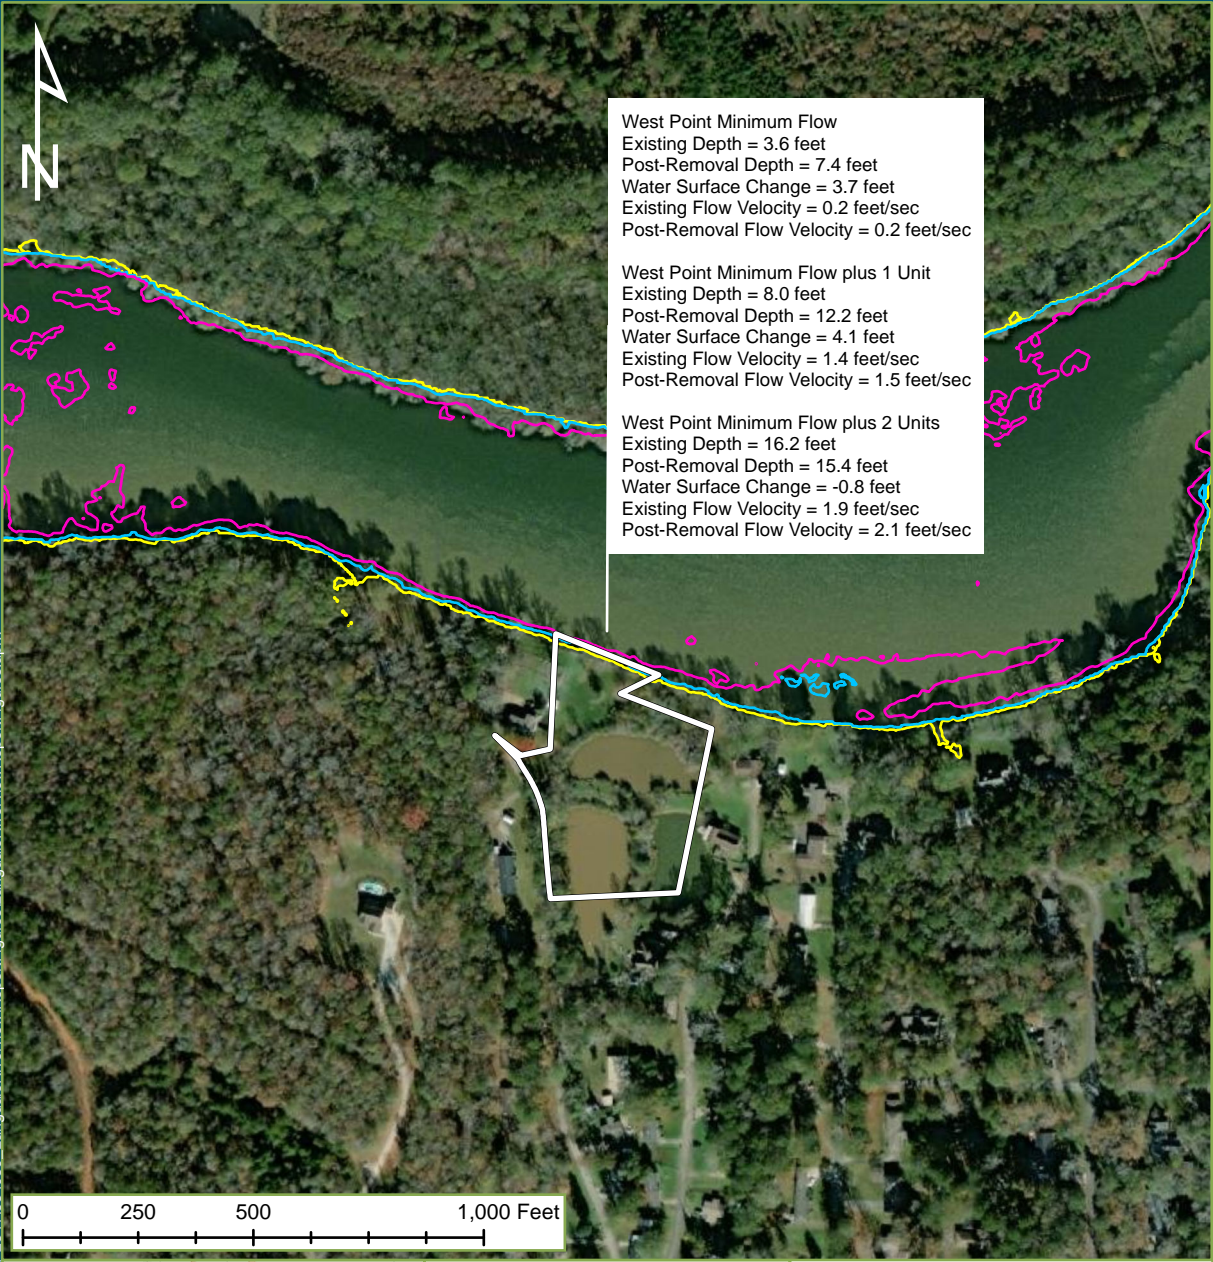 N
West Point Minimum Flow
Existing Depth = 3.6 feet
Post-Removal Depth = 7.4 feet
Water Surface Change = 3.7 feet
Existing Flow Velocity = 0.2 feet/sec
Post-Removal Flow Velocity = 0.2 feet/sec
West Point Minimum Flow plus 1 Unit
Existing Depth = 8.0 feet
Post-Removal Depth = 12.2 feet
Water Surface Change = 4.1 feet
Existing Flow Velocity = 1.4 feet/sec
Post-Removal Flow Velocity = 1.5 feet/sec
West Point Minimum Flow plus 2 Units
Existing Depth = 16.2 feet
Post-Removal Depth = 15.4 feet
Water Surface Change = -0.8 feet
Existing Flow Velocity = 1.9 feet/sec
Post-Removal Flow Velocity = 2.1 feet/sec
0 250 500 1,000 Feet